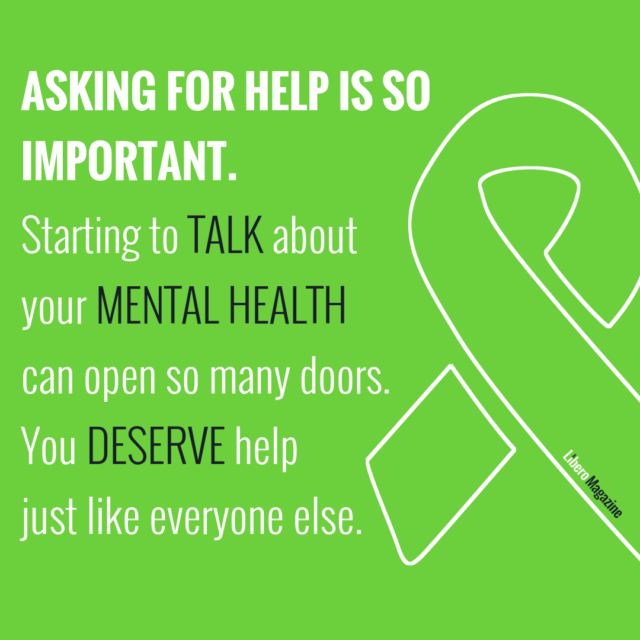 ASKING FOR HELP IS SO
IMPORTANT.
Starting to TALK about
your MENTAL HEALTH
can open so many doors.
You DESERVE help
just like everyone else.
LiberoMagazine